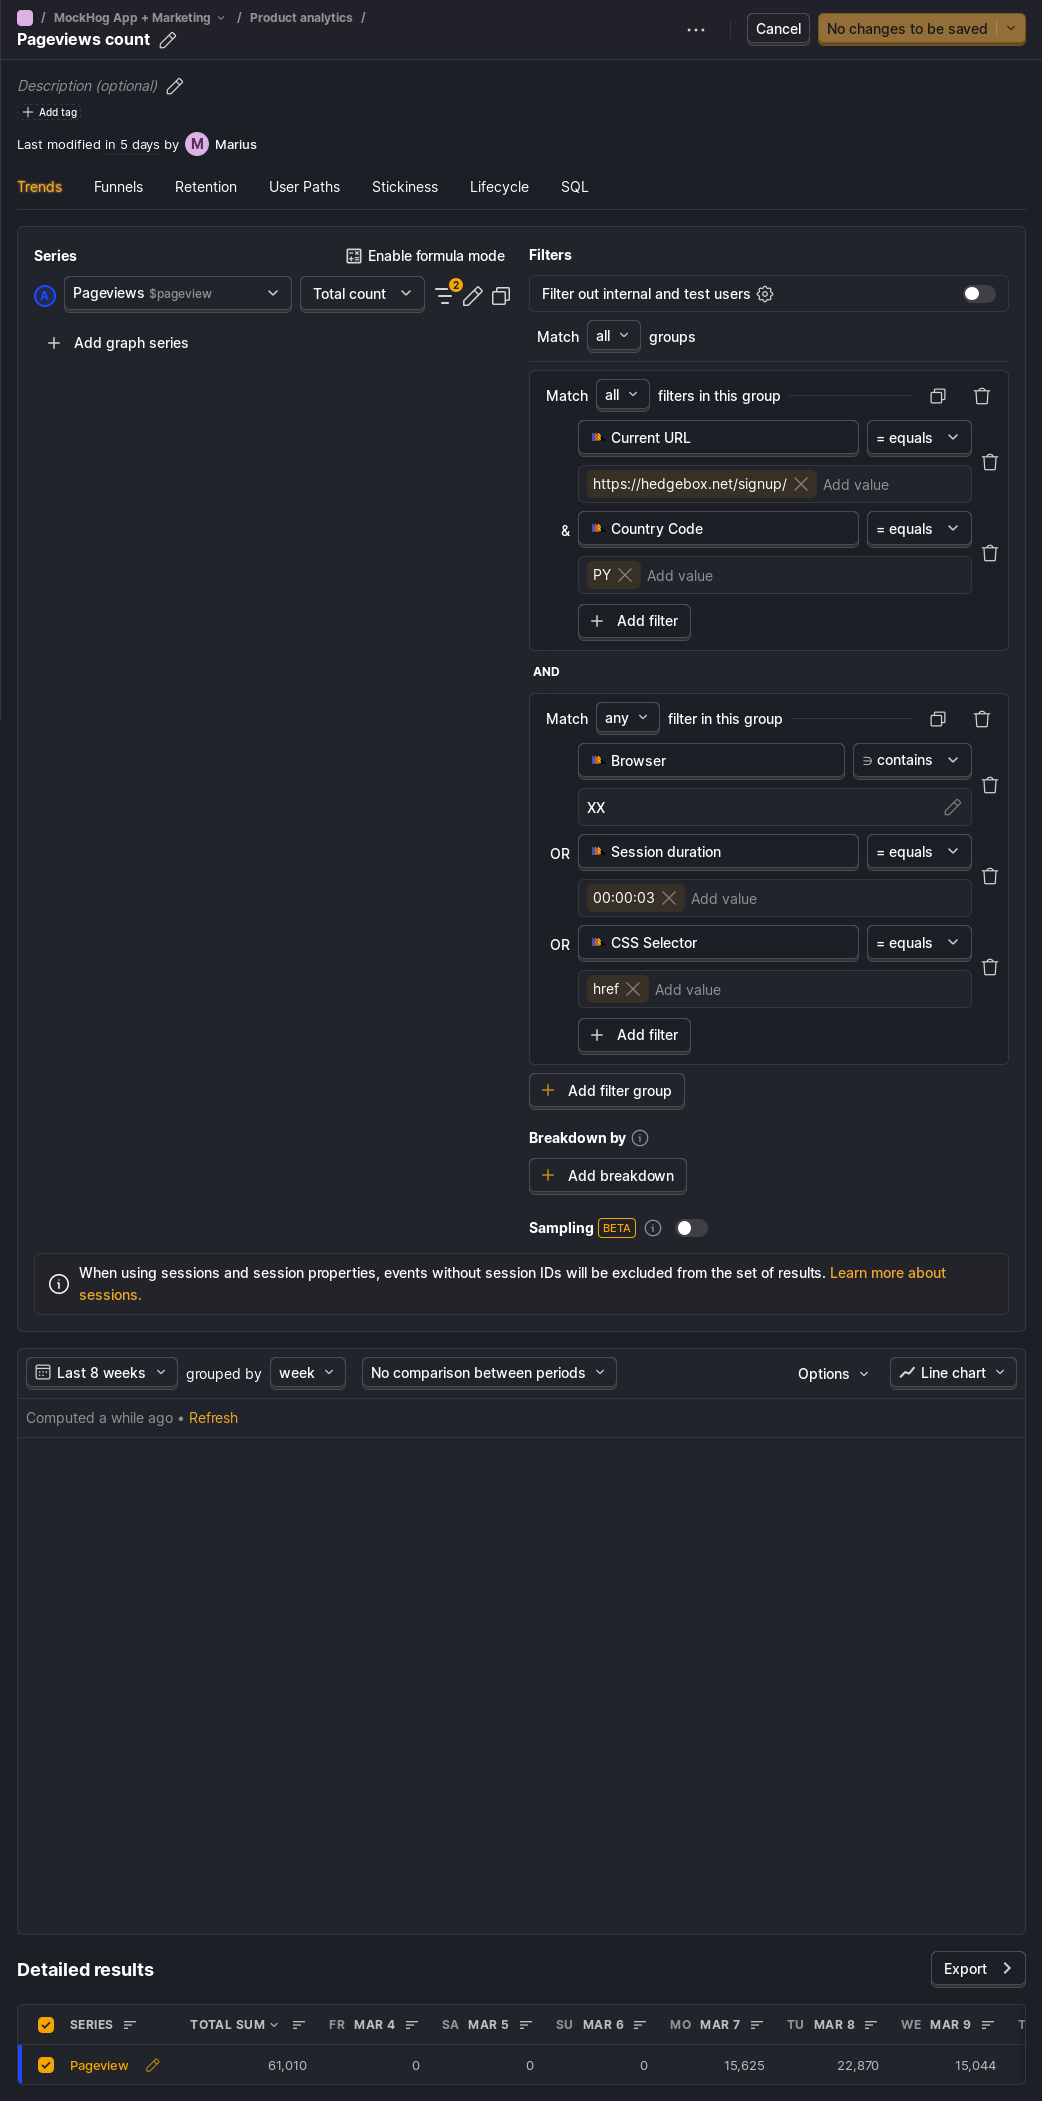 / MockHog App + Marketing / Product analytics /
Pageviews count
Cancel
No changes to be saved
Description (optional)
Add tag
Last modified in 5 days by M Marius
Trends Funnels Retention User Paths Stickiness Lifecycle SQL
Series
Enable formula mode
A Pageviews $pageview Total count 2
Add graph series
Filters
Filter out internal and test users
Match all groups
Match all filters in this group
Current URL = equals
https://hedgebox.net/signup/ Add value
& Country Code = equals
PY Add value
Add filter
AND
Match any filter in this group
Browser ∋ contains
XX
OR Session duration = equals
00:00:03 Add value
OR CSS Selector = equals
href Add value
Add filter
Add filter group
Breakdown by
Add breakdown
Sampling BETA
When using sessions and session properties, events without session IDs will be excluded from the set of results. Learn more about
sessions.
Last 8 weeks grouped by week No comparison between periods Options Line chart
Computed a while ago • Refresh
Detailed results
Export
SERIES TOTAL SUM FR MAR 4 SA MAR 5 SU MAR 6 MO MAR 7 TU MAR 8 WE MAR 9 T
Pageview 61,010 0 0 0 15,625 22,870 15,044